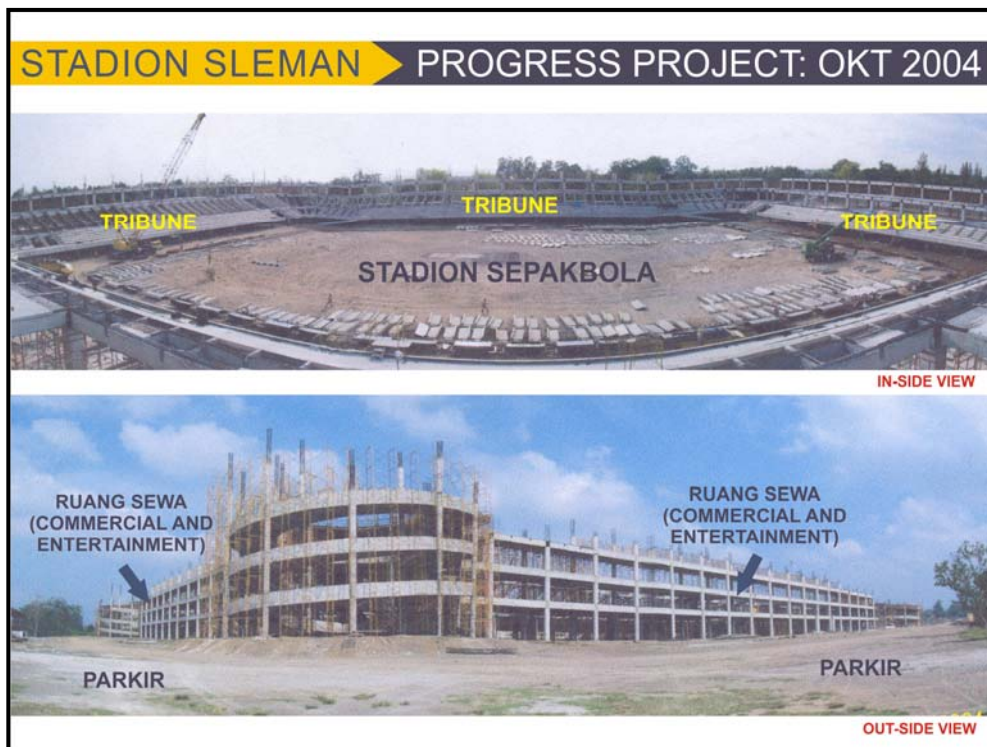 STADION SLEMAN
PROGRESS PROJECT: OKT 2004
TRIBUNE
TRIBUNE
TRIBUNE
STADION SEPAKBOLA
IN-SIDE VIEW
RUANG SEWA
(COMMERCIAL AND
ENTERTAINMENT)
RUANG SEWA
(COMMERCIAL AND
ENTERTAINMENT)
PARKIR
PARKIR
OUT-SIDE VIEW